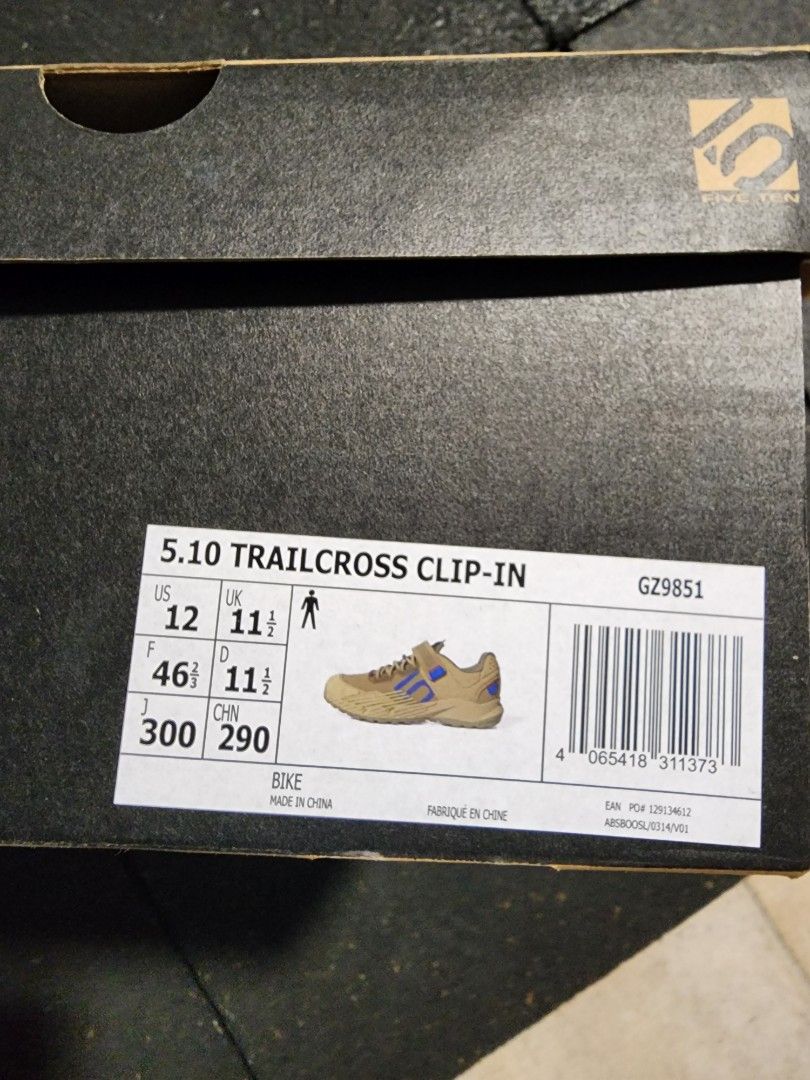 FIVE TEN
5.10 TRAILCROSS CLIP-IN
GZ9851
US
12
UK
11½
F
46⅔
D
11½
J
300
CHN
290
4 065418 311373
BIKE
MADE IN CHINA
FABRIQUÉ EN CHINE
EAN PO# 129134612
ABSBOOSL/0314/V01